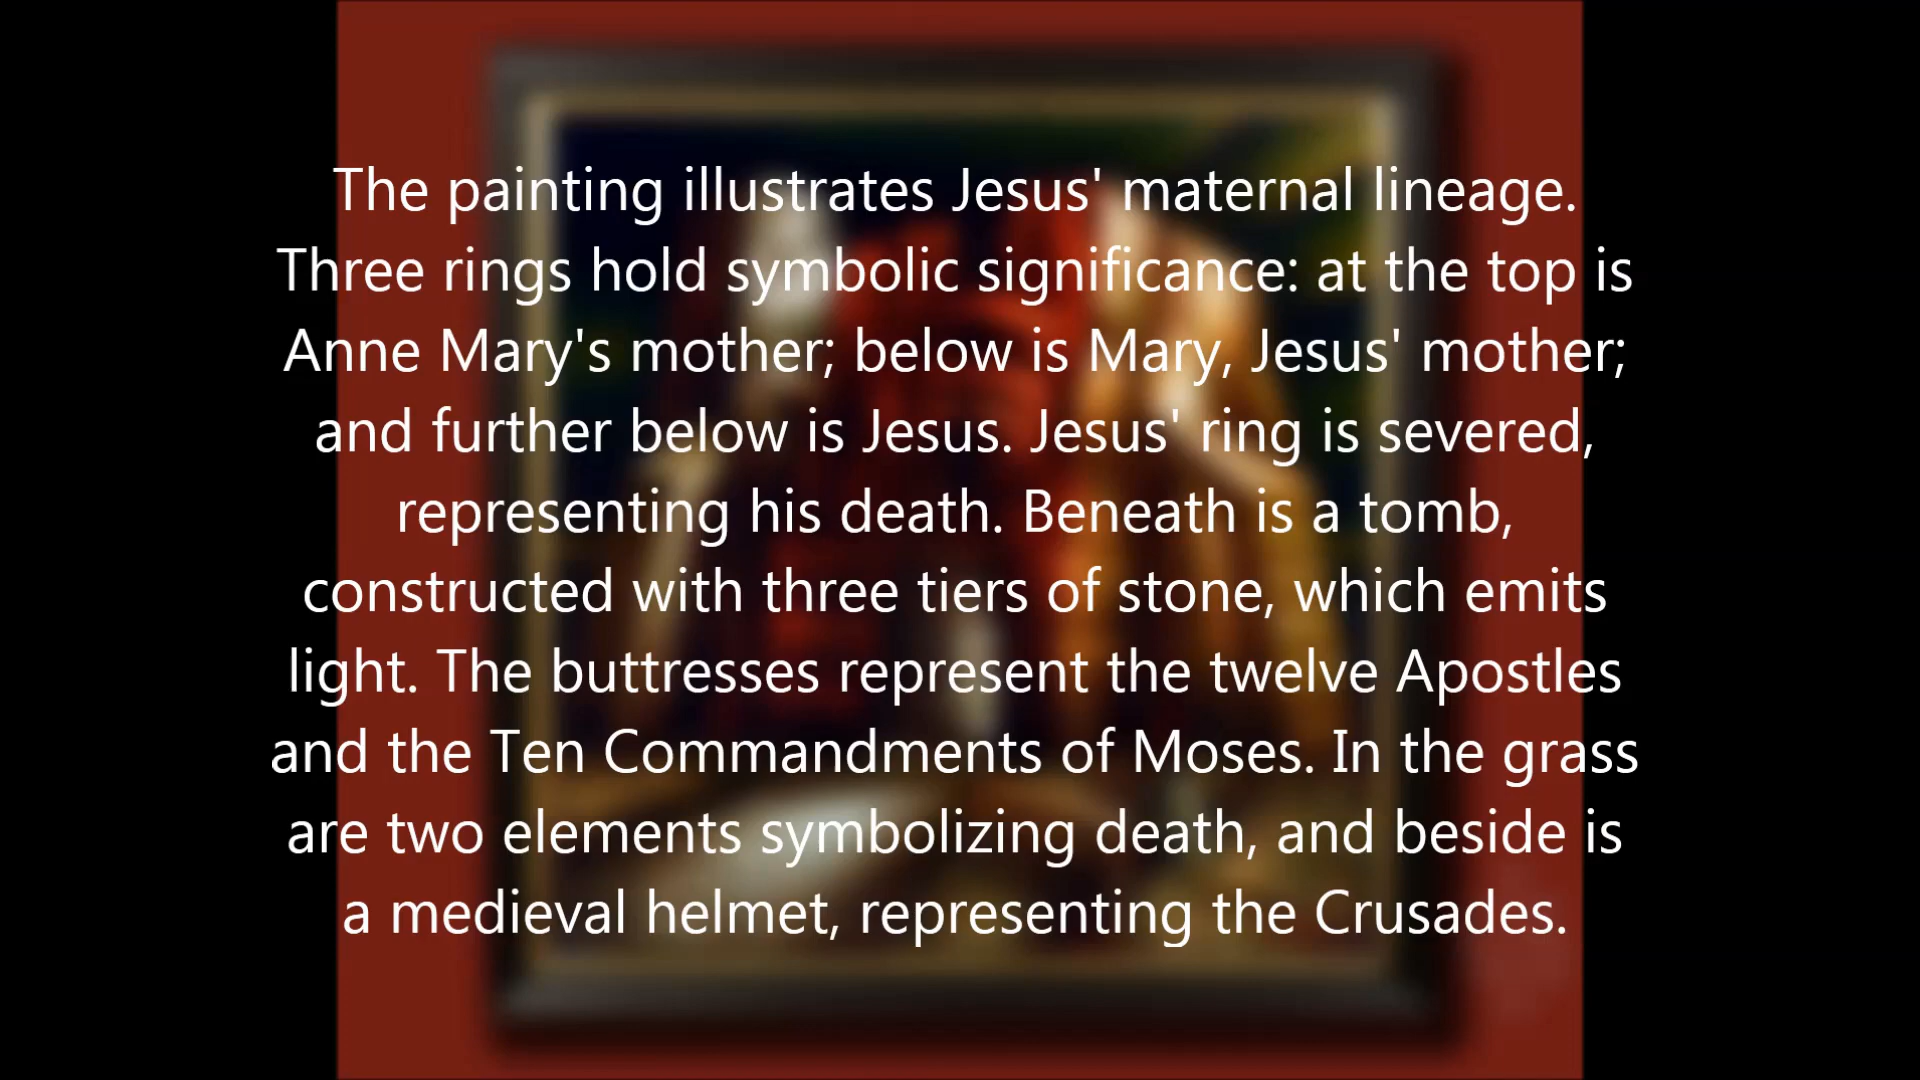 The painting illustrates Jesus' maternal lineage.
Three rings hold symbolic significance: at the top is
Anne Mary's mother; below is Mary, Jesus' mother;
and further below is Jesus. Jesus' ring is severed,
representing his death. Beneath is a tomb,
constructed with three tiers of stone, which emits
light. The buttresses represent the twelve Apostles
and the Ten Commandments of Moses. In the grass
are two elements symbolizing death, and beside is
a medieval helmet, representing the Crusades.